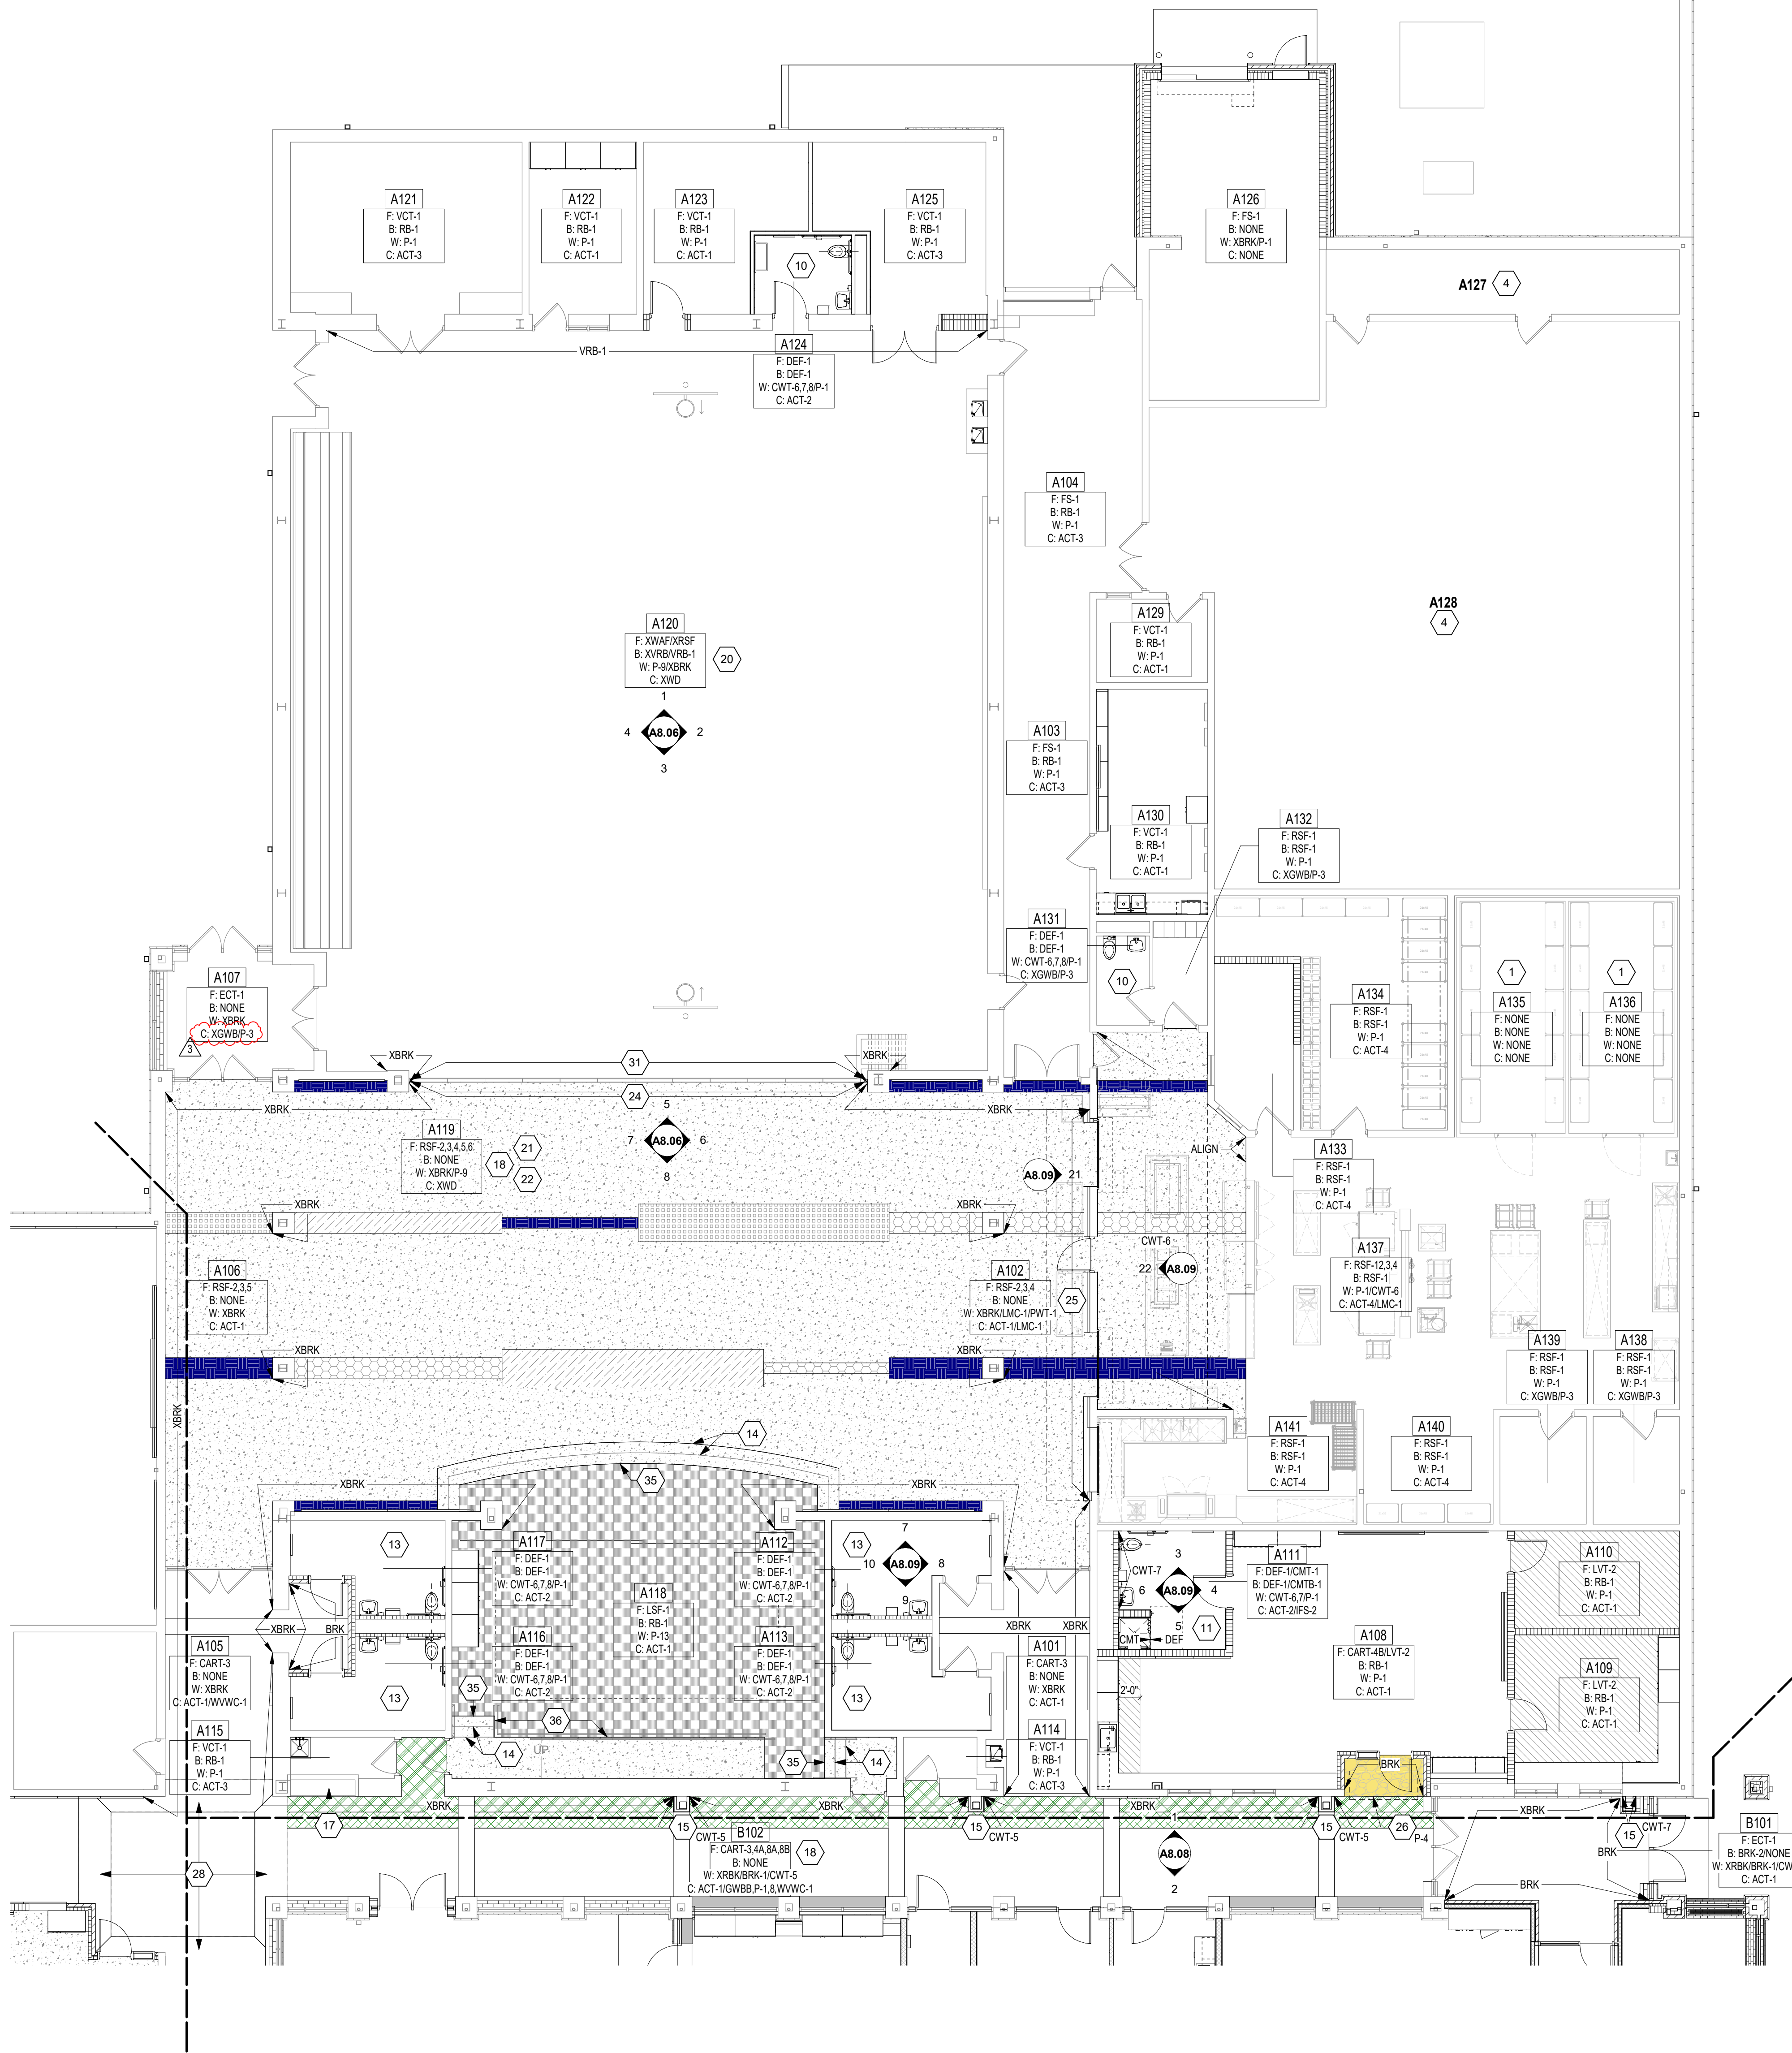 A121
F: VCT-1
B: RB-1
W: P-1
C: ACT-3
A122
F: VCT-1
B: RB-1
W: P-1
C: ACT-1
A123
F: VCT-1
B: RB-1
W: P-1
C: ACT-1
A125
F: VCT-1
B: RB-1
W: P-1
C: ACT-3
A126
F: FS-1
B: NONE
W: XBRK/P-1
C: NONE
10
A127
4
VRB-1
A124
F: DEF-1
B: DEF-1
W: CWT-6,7,8/P-1
C: ACT-2
A104
F: FS-1
B: RB-1
W: P-1
C: ACT-3
A128
4
A120
F: XWAF/XRSF
B: XVRB/VRB-1
W: P-9/XBRK
C: XWD
20
1
4
A8.06
2
3
A129
F: VCT-1
B: RB-1
W: P-1
C: ACT-1
A103
F: FS-1
B: RB-1
W: P-1
C: ACT-3
A130
F: VCT-1
B: RB-1
W: P-1
C: ACT-1
A132
F: RSF-1
B: RSF-1
W: P-1
C: XGWB/P-3
A131
F: DEF-1
B: DEF-1
W: CWT-6,7,8/P-1
C: XGWB/P-3
10
A107
F: ECT-1
B: NONE
W: XBRK
C: XGWB/P-3
3
A134
F: RSF-1
B: RSF-1
W: P-1
C: ACT-4
1
A135
F: NONE
B: NONE
W: NONE
C: NONE
1
A136
F: NONE
B: NONE
W: NONE
C: NONE
XBRK
31
XBRK
24
XBRK
5
XBRK
A119
F: RSF-2,3,4,5,6
B: NONE
W: XBRK/P-9
C: XWD
18
21
22
7
A8.06
6
8
A8.09
21
ALIGN
A133
F: RSF-1
B: RSF-1
W: P-1
C: ACT-4
XBRK
XBRK
CWT-6
22
A8.09
A137
F: RSF-12,3,4
B: RSF-1
W: P-1/CWT-6
C: ACT-4/LMC-1
A106
F: RSF-2,3,5
B: NONE
W: XBRK
C: ACT-1
A102
F: RSF-2,3,4
B: NONE
W: XBRK/LMC-1/PWT-1
C: ACT-1/LMC-1
25
A139
F: RSF-1
B: RSF-1
W: P-1
C: XGWB/P-3
A138
F: RSF-1
B: RSF-1
W: P-1
C: XGWB/P-3
XBRK
XBRK
XBRK
14
35
A141
F: RSF-1
B: RSF-1
W: P-1
C: ACT-4
A140
F: RSF-1
B: RSF-1
W: P-1
C: ACT-4
XBRK
XBRK
13
A117
F: DEF-1
B: DEF-1
W: CWT-6,7,8/P-1
C: ACT-2
A112
F: DEF-1
B: DEF-1
W: CWT-6,7,8/P-1
C: ACT-2
13
7
10
A8.09
8
9
A118
F: LSF-1
B: RB-1
W: P-13
C: ACT-1
CWT-7
3
6
A8.09
4
5
CMT
DEF
11
A111
F: DEF-1/CMT-1
B: DEF-1/CMTB-1
W: CWT-6,7/P-1
C: ACT-2/IFS-2
A110
F: LVT-2
B: RB-1
W: P-1
C: ACT-1
XBRK
BRK
XBRK
XBRK
A105
F: CART-3
B: NONE
W: XBRK
C: ACT-1/WVWC-1
13
A116
F: DEF-1
B: DEF-1
W: CWT-6,7,8/P-1
C: ACT-2
A113
F: DEF-1
B: DEF-1
W: CWT-6,7,8/P-1
C: ACT-2
13
A101
F: CART-3
B: NONE
W: XBRK
C: ACT-1
A108
F: CART-4B/LVT-2
B: RB-1
W: P-1
C: ACT-1
A109
F: LVT-2
B: RB-1
W: P-1
C: ACT-1
2'-0"
35
36
14
UP
35
14
A115
F: VCT-1
B: RB-1
W: P-1
C: ACT-3
A114
F: VCT-1
B: RB-1
W: P-1
C: ACT-3
BRK
XBRK
XBRK
XBRK
XBRK
17
15
CWT-5
15
CWT-5
1
15
CWT-5
26
P-4
15
CWT-7
28
B102
F: CART-3,4A,8A,8B
B: NONE
W: XRBK/BRK-1/CWT-5
C: ACT-1/GWBB,P-1,8,WVWC-1
18
A8.08
2
BRK
BRK
B101
F: ECT-1
B: BRK-2/NONE
W: XRBK/BRK-1/CW
C: ACT-1